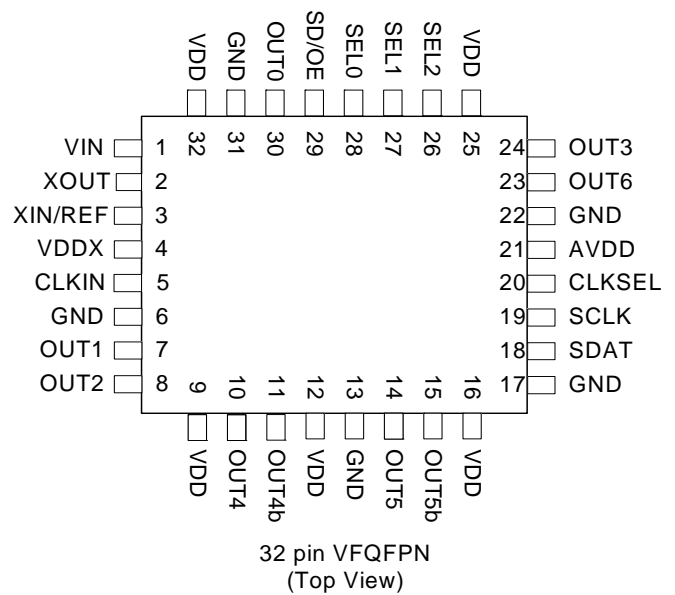 VDD
GND
OUT0
SD/OE
SEL0
SEL1
SEL2
VDD
32
31
30
29
28
27
26
25
VIN 1
XOUT 2
XIN/REF 3
VDDX 4
CLKIN 5
GND 6
OUT1 7
OUT2 8
24 OUT3
23 OUT6
22 GND
21 AVDD
20 CLKSEL
19 SCLK
18 SDAT
17 GND
9
10
11
12
13
14
15
16
VDD
OUT4
OUT4b
VDD
GND
OUT5
OUT5b
VDD
32 pin VFQFPN
(Top View)